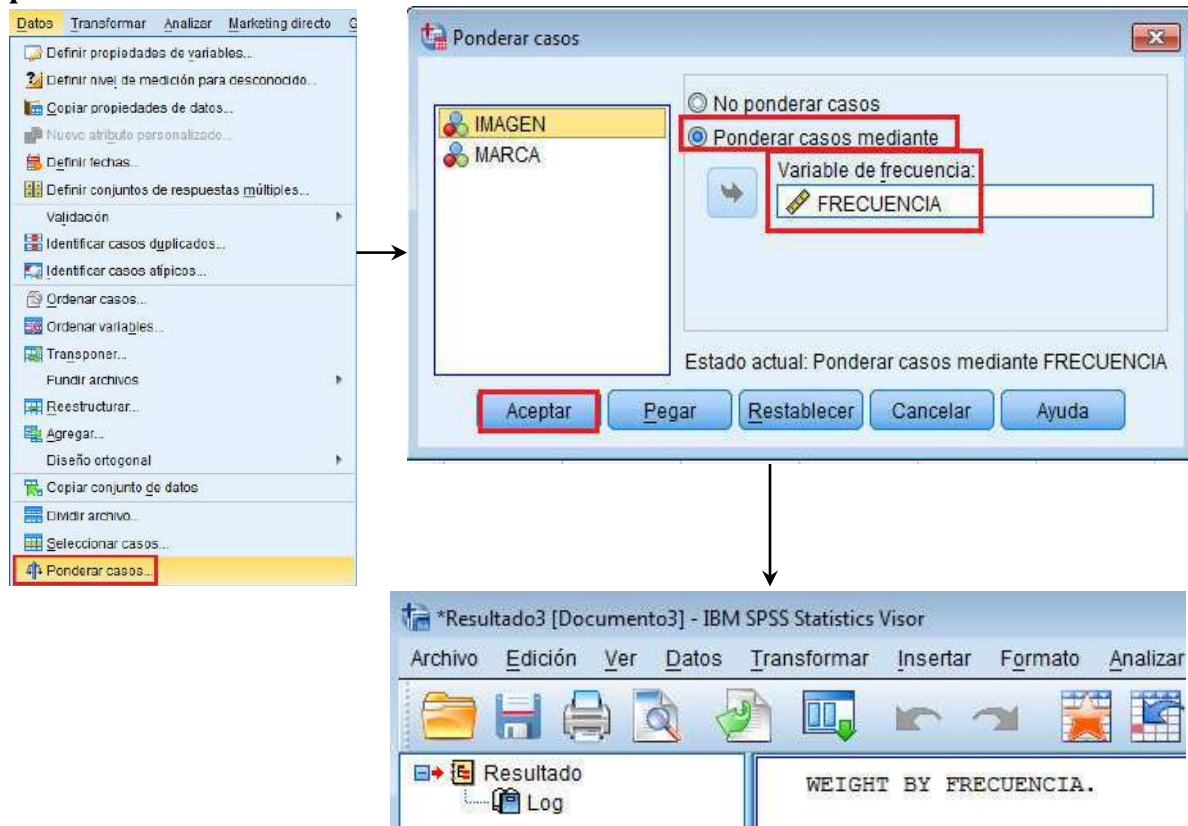 Datos Transformar Analizar Marketing directo G
Definir propiedades de variables...
Definir nivel de medición para desconocido...
Copiar propiedades de datos...
Nuevo atributo personalizado...
Definir fechas...
Definir conjuntos de respuestas múltiples...
Validación
Identificar casos duplicados...
Identificar casos atípicos...
Ordenar casos...
Ordenar variables...
Transponer...
Fundir archivos
Reestructurar...
Agregar...
Diseño ortogonal
Copiar conjunto de datos
Dividir archivo...
Seleccionar casos...
Ponderar casos...
Ponderar casos
IMAGEN
MARCA
No ponderar casos
Ponderar casos mediante
Variable de frecuencia:
FRECUENCIA
Estado actual: Ponderar casos mediante FRECUENCIA
Aceptar Pegar Restablecer Cancelar Ayuda
*Resultado3 [Documento3] - IBM SPSS Statistics Visor
Archivo Edición Ver Datos Transformar Insertar Formato Analizar
Resultado
Log
WEIGHT BY FRECUENCIA.